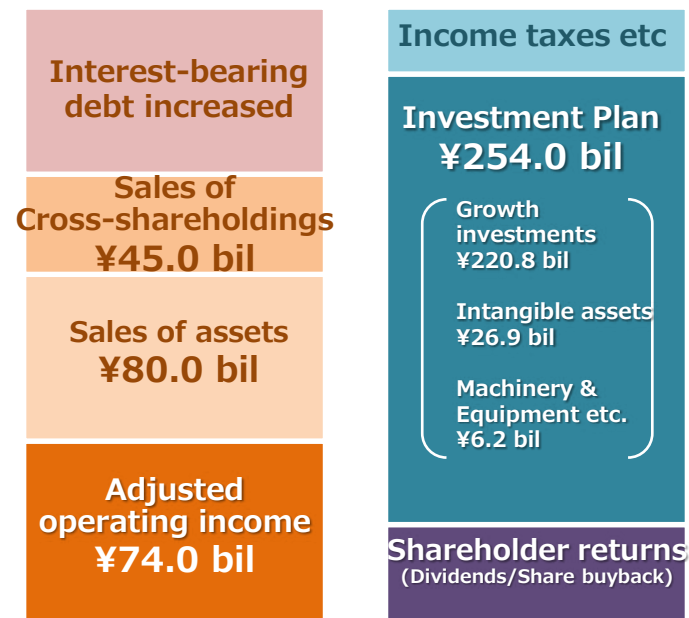 Interest-bearing
debt increased
Sales of
Cross-shareholdings
¥45.0 bil
Sales of assets
¥80.0 bil
Adjusted
operating income
¥74.0 bil
Income taxes etc
Investment Plan
¥254.0 bil
Growth
investments
¥220.8 bil
Intangible assets
¥26.9 bil
Machinery &
Equipment etc.
¥6.2 bil
Shareholder returns
(Dividends/Share buyback)